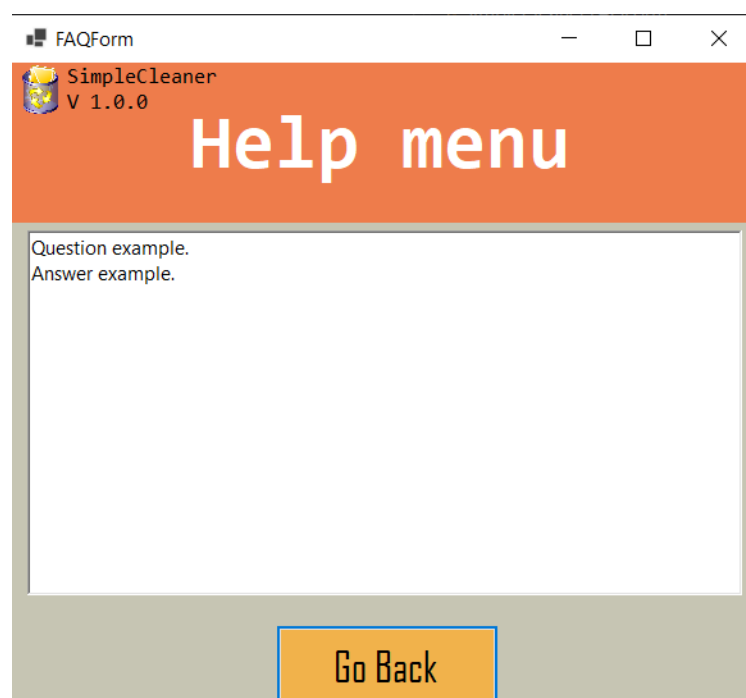 FAQForm
SimpleCleaner
V 1.0.0
Help menu
Question example.
Answer example.
Go Back